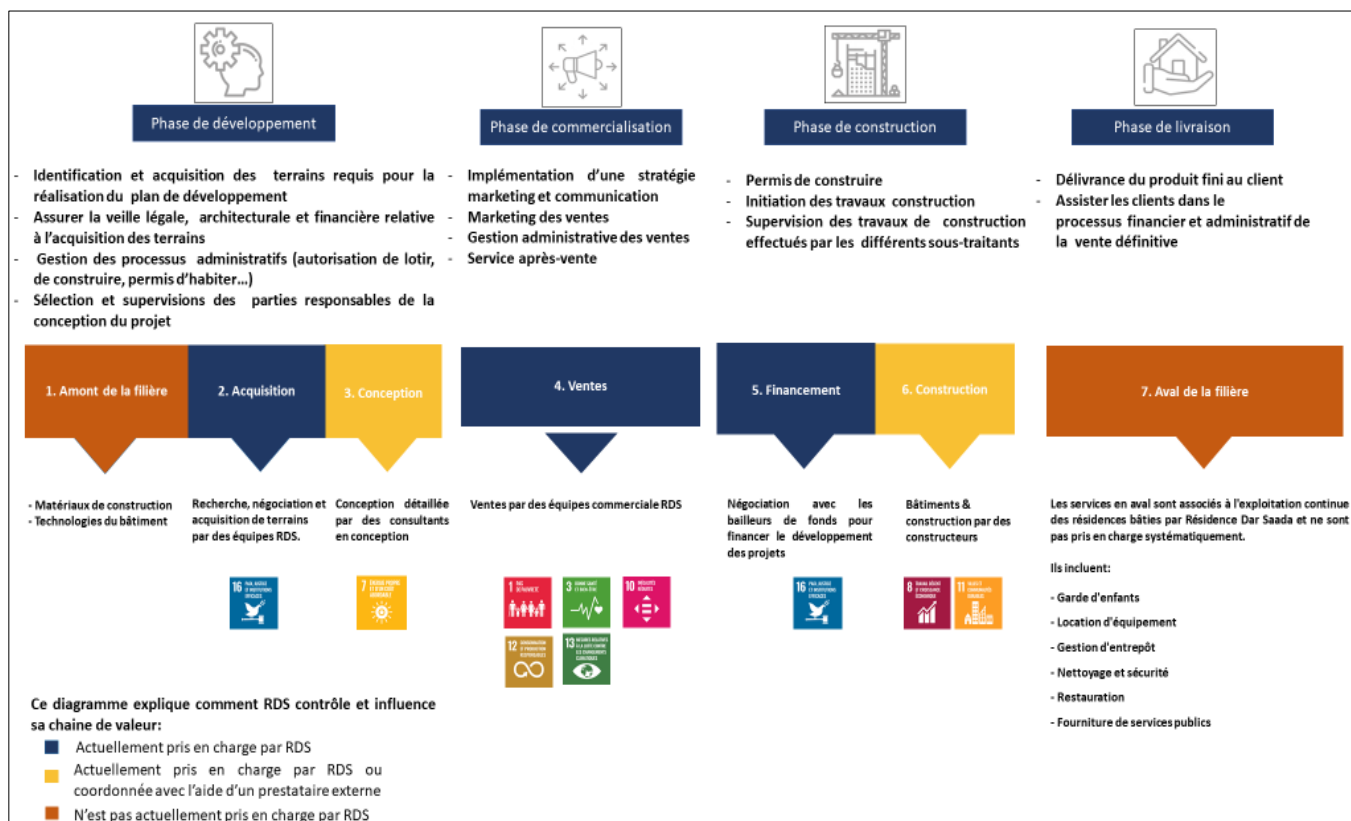 Phase de développement
- Identification et acquisition des terrains requis pour la
réalisation du plan de développement
- Assurer la veille légale, architecturale et financière relative
à l'acquisition des terrains
- Gestion des processus administratifs (autorisation de lotir,
de construire, permis d'habiter…)
- Sélection et supervisions des parties responsables de la
conception du projet
Phase de commercialisation
- Implémentation d'une stratégie
marketing et communication
- Marketing des ventes
- Gestion administrative des ventes
- Service après-vente
Phase de construction
- Permis de construire
- Initiation des travaux construction
- Supervision des travaux de construction
effectués par les différents sous-traitants
Phase de livraison
- Délivrance du produit fini au client
- Assister les clients dans le
processus financier et administratif de
la vente définitive
1. Amont de la filière
2. Acquisition
3. Conception
4. Ventes
5. Financement
6. Construction
7. Aval de la filière
- Matériaux de construction
- Technologies du bâtiment
Recherche, négociation et
acquisition de terrains
par des équipes RDS.
16
Conception détaillée
par des consultants
en conception
7
Ventes par des équipes commerciale RDS
1
3
10
12
13
Négociation avec les
bailleurs de fonds pour
financer le développement
des projets
16
Bâtiments &
construction par des
constructeurs
8
11
Les services en aval sont associés à l'exploitation continue
des résidences bâties par Résidence Dar Saada et ne sont
pas pris en charge systématiquement.
Ils incluent:
- Garde d'enfants
- Location d'équipement
- Gestion d'entrepôt
- Nettoyage et sécurité
- Restauration
- Fourniture de services publics
Ce diagramme explique comment RDS contrôle et influence
sa chaine de valeur:
Actuellement pris en charge par RDS
Actuellement pris en charge par RDS ou
coordonnée avec l'aide d'un prestataire externe
N'est pas actuellement pris en charge par RDS